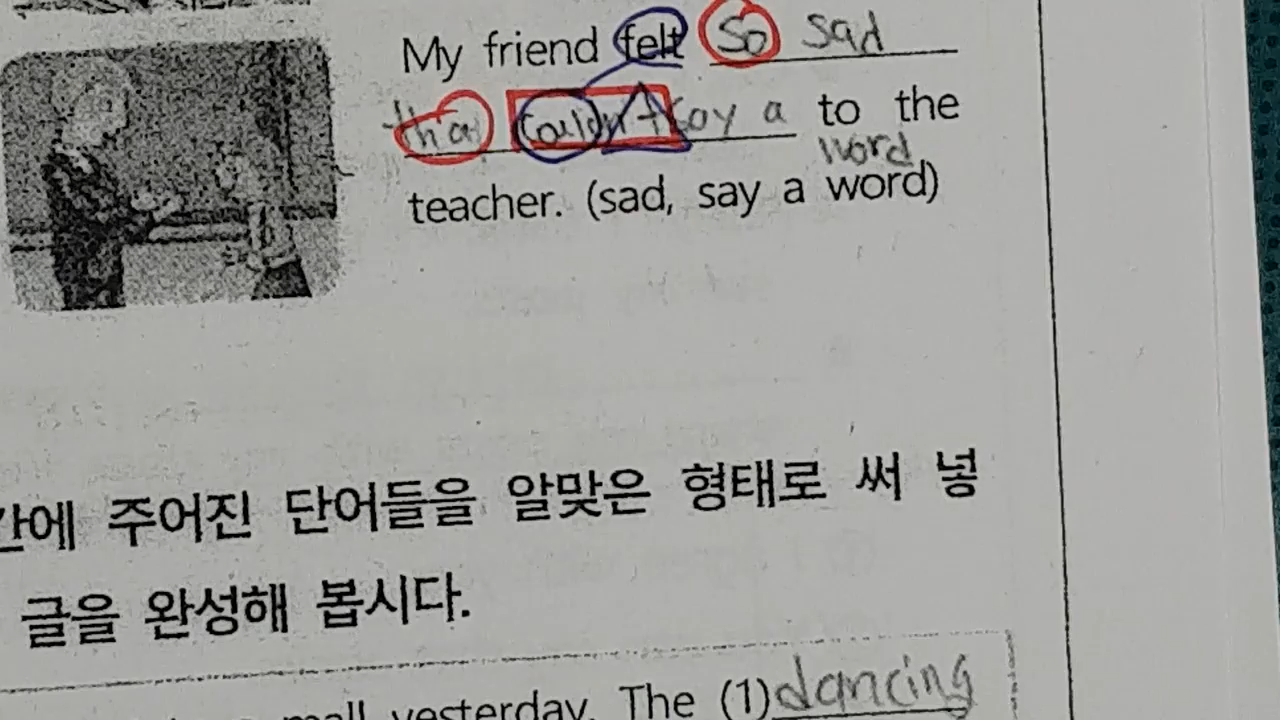 My friend felt so sad
that couldn't say a to the
word
teacher. (sad, say a word)
간에 주어진 단어들을 알맞은 형태로 써 넣
글을 완성해 봅시다.
mall yesterday. The (1) dancing